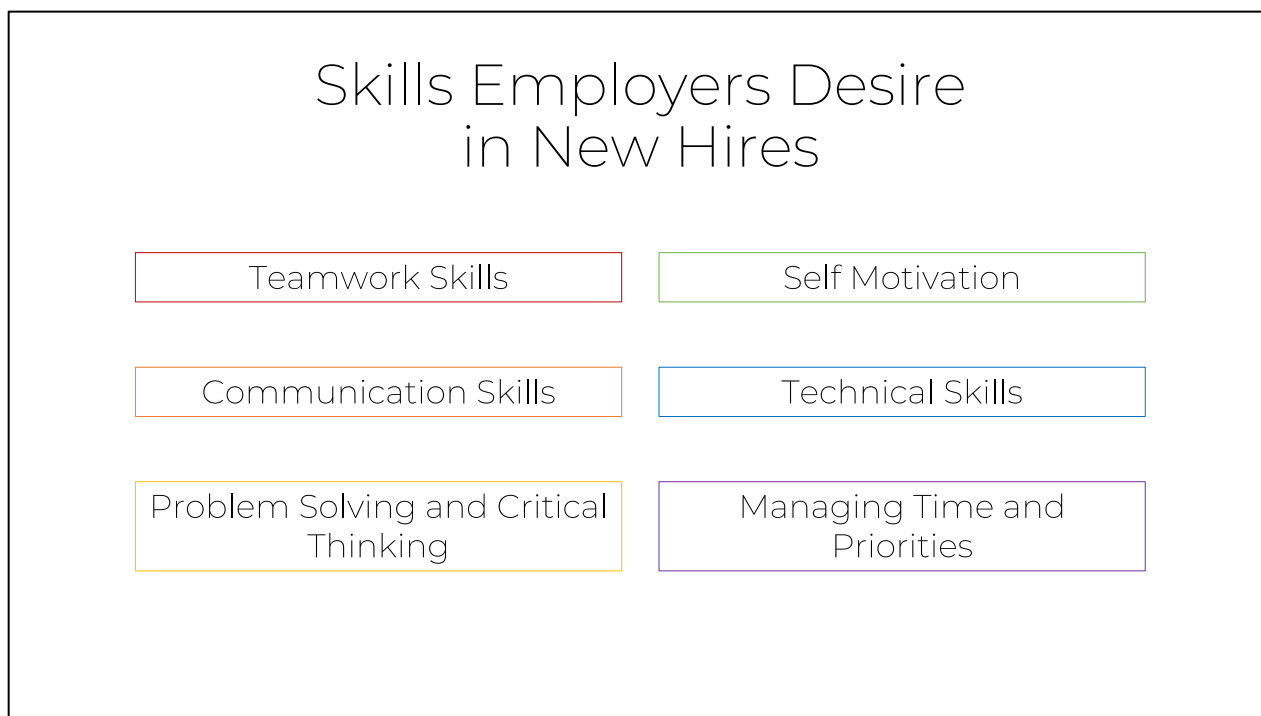 Skills Employers Desire
in New Hires
Teamwork Skills
Self Motivation
Communication Skills
Technical Skills
Problem Solving and Critical
Thinking
Managing Time and
Priorities